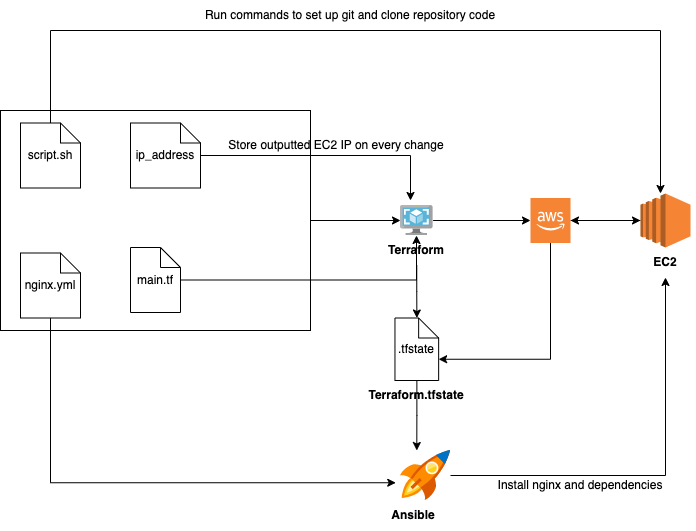 Run commands to set up git and clone repository code
script.sh
ip_address
Store outputted EC2 IP on every change
aws
Terraform
EC2
nginx.yml
main.tf
.tfstate
Terraform.tfstate
Install nginx and dependencies
Ansible